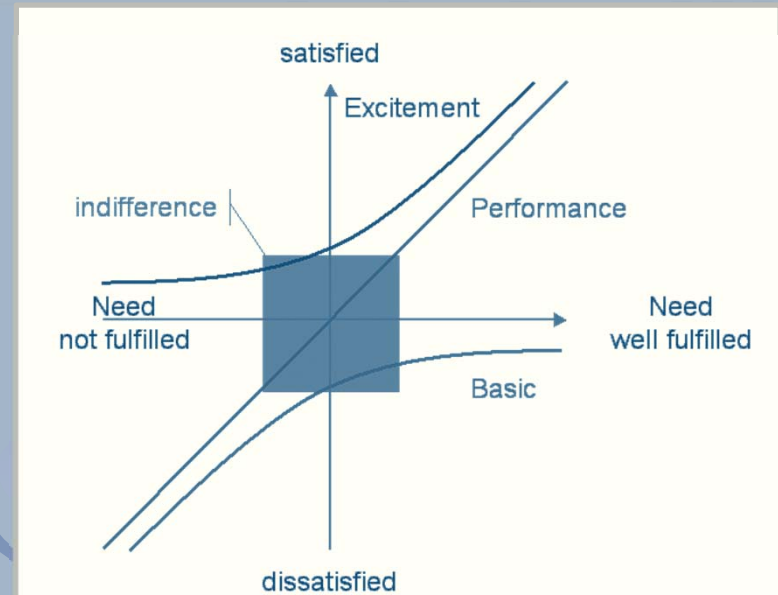 satisfied
Excitement
indifference
Performance
Need
not fulfilled
Need
well fulfilled
Basic
dissatisfied